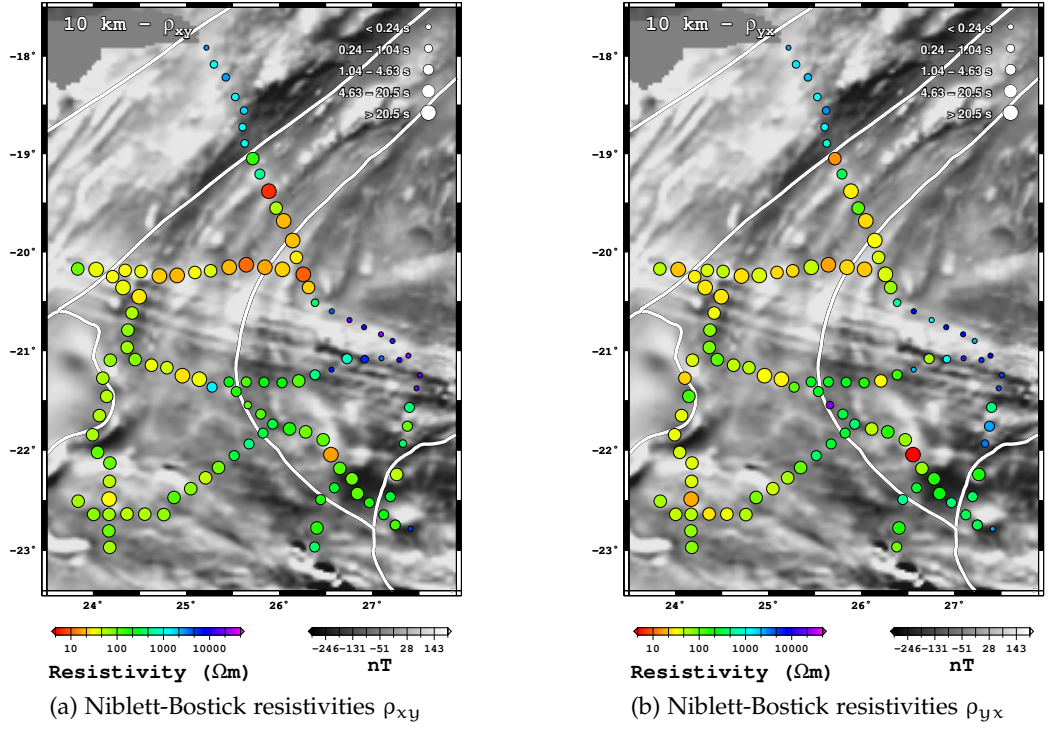 10 km – ρxy
< 0.24 s
0.24 – 1.04 s
1.04 – 4.63 s
4.63 – 20.5 s
> 20.5 s
-18°
-19°
-20°
-21°
-22°
-23°
24° 25° 26° 27°
10 100 1000 10000
Resistivity (Ωm)
-246 -131 -51 28 143
nT
(a) Niblett-Bostick resistivities ρxy
10 km – ρyx
< 0.24 s
0.24 – 1.04 s
1.04 – 4.63 s
4.63 – 20.5 s
> 20.5 s
-18°
-19°
-20°
-21°
-22°
-23°
24° 25° 26° 27°
10 100 1000 10000
Resistivity (Ωm)
-246 -131 -51 28 143
nT
(b) Niblett-Bostick resistivities ρyx